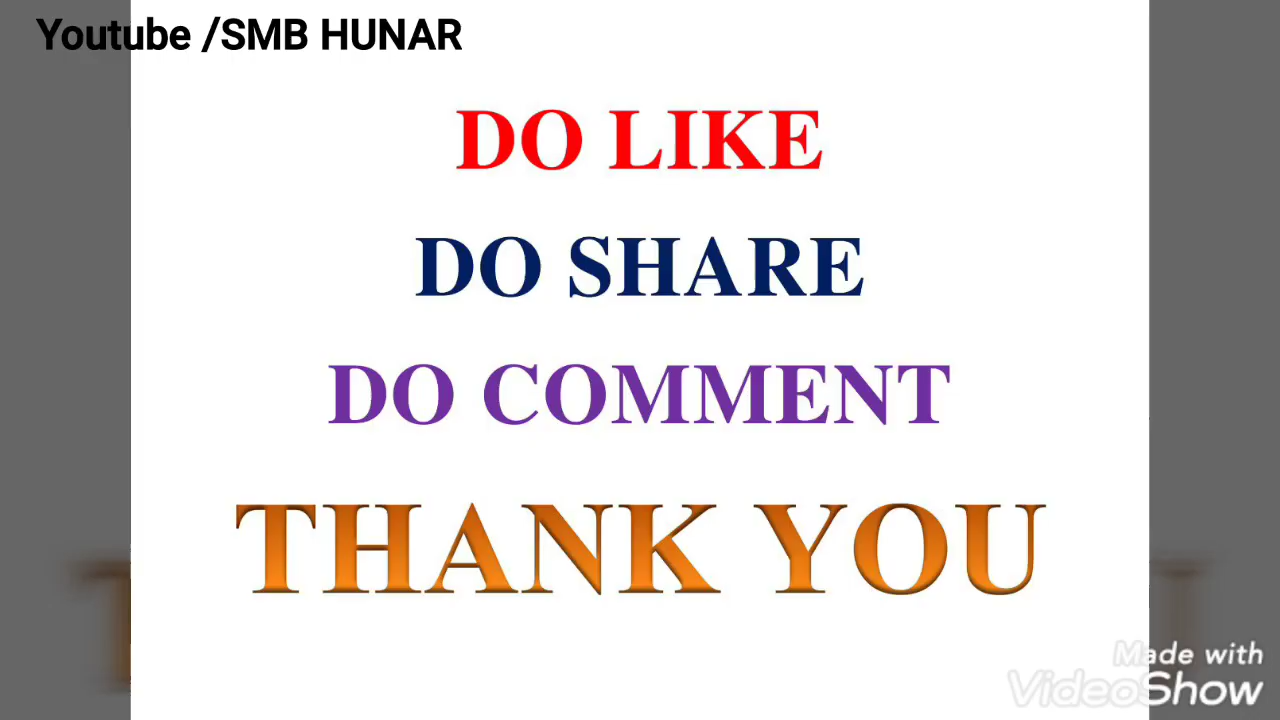 Youtube /SMB HUNAR
DO LIKE
DO SHARE
DO COMMENT
THANK YOU
Made with
VideoShow